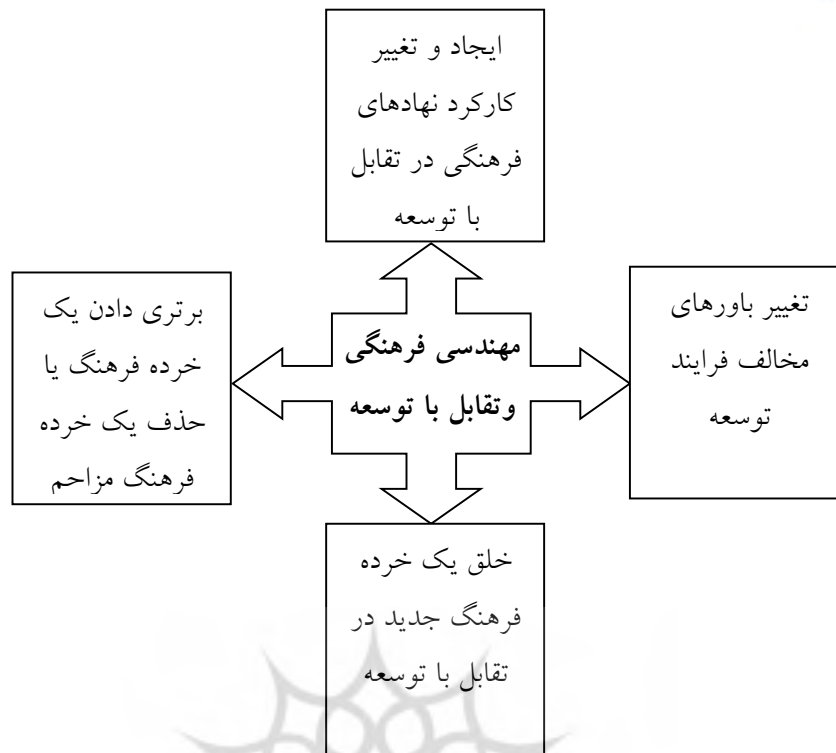 ایجاد و تغییر
کارکرد نهادهای
فرهنگی در تقابل
با توسعه
تغییر باورهای
مخالف فرایند
توسعه
مهندسی فرهنگی
وتقابل با توسعه
برتری دادن یک
خرده فرهنگ یا
حذف یک خرده
فرهنگ مزاحم
خلق یک خرده
فرهنگ جدید در
تقابل با توسعه